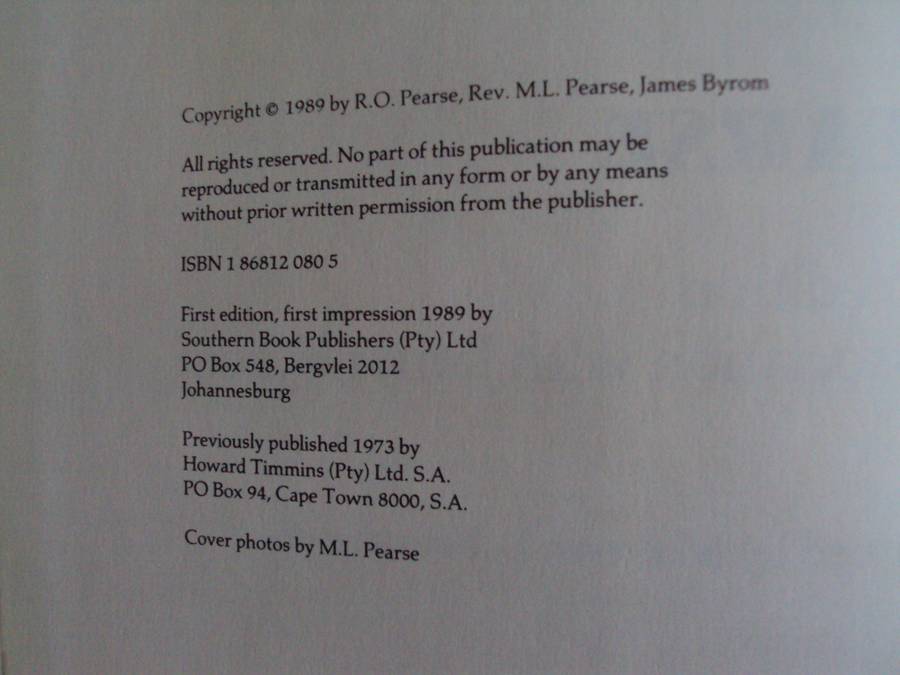 Copyright © 1989 by R.O. Pearse, Rev. M.L. Pearse, James Byrom
All rights reserved. No part of this publication may be
reproduced or transmitted in any form or by any means
without prior written permission from the publisher.
ISBN 1 86812 080 5
First edition, first impression 1989 by
Southern Book Publishers (Pty) Ltd
PO Box 548, Bergvlei 2012
Johannesburg
Previously published 1973 by
Howard Timmins (Pty) Ltd. S.A.
PO Box 94, Cape Town 8000, S.A.
Cover photos by M.L. Pearse